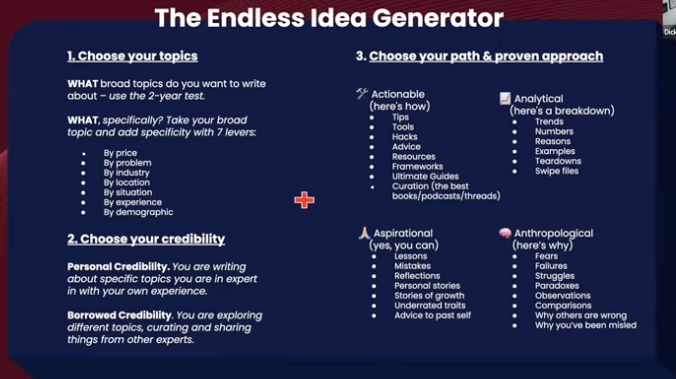 The Endless Idea Generator
1. Choose your topics
WHAT broad topics do you want to write
about – use the 2-year test.
WHAT, specifically? Take your broad
topic and add specificity with 7 levers:
By price
By problem
By industry
By location
By situation
By experience
By demographic
2. Choose your credibility
Personal Credibility. You are writing
about specific topics you are in expert
in with your own experience.
Borrowed Credibility. You are exploring
different topics, curating and sharing
things from other experts.
3. Choose your path & proven approach
Actionable
(here's how)
Tips
Tools
Hacks
Advice
Resources
Frameworks
Ultimate Guides
Curation (the best
books/podcasts/threads)
Analytical
(here's a breakdown)
Trends
Numbers
Reasons
Examples
Teardowns
Swipe files
Aspirational
(yes, you can)
Lessons
Mistakes
Reflections
Personal stories
Stories of growth
Underrated traits
Advice to past self
Anthropological
(here's why)
Fears
Failures
Struggles
Paradoxes
Observations
Comparisons
Why others are wrong
Why you've been misled
Dick